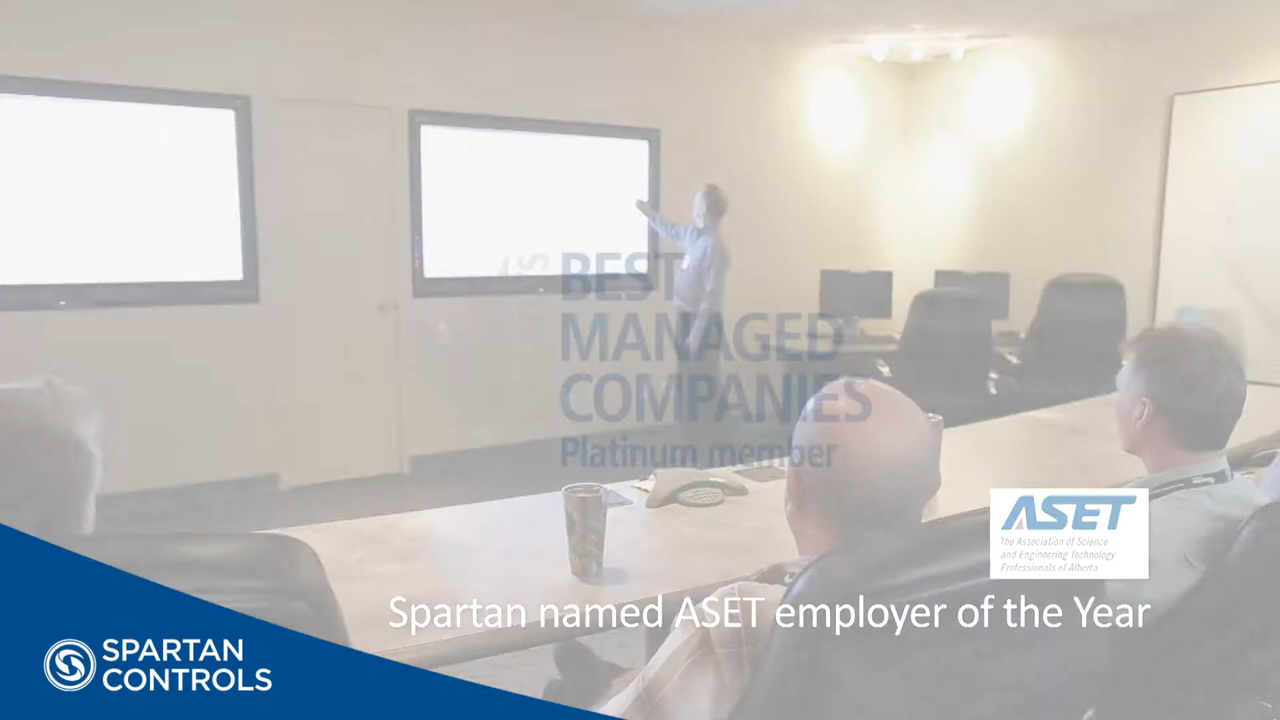 BEST
MANAGED
COMPANIES
Platinum member
ASET
The Association of Science
and Engineering Technology
Professionals of Alberta
Spartan named ASET employer of the Year
SPARTAN
CONTROLS